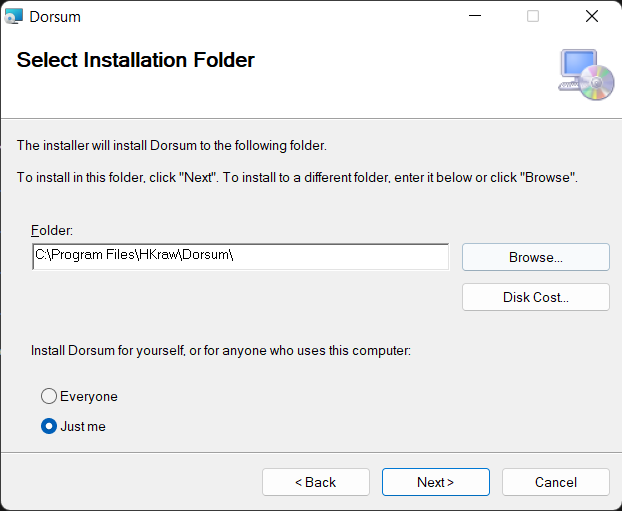 Dorsum
Select Installation Folder
The installer will install Dorsum to the following folder.
To install in this folder, click "Next". To install to a different folder, enter it below or click "Browse".
Folder:
C:\Program Files\HKraw\Dorsum\
Browse...
Disk Cost...
Install Dorsum for yourself, or for anyone who uses this computer:
Everyone
Just me
< Back
Next >
Cancel